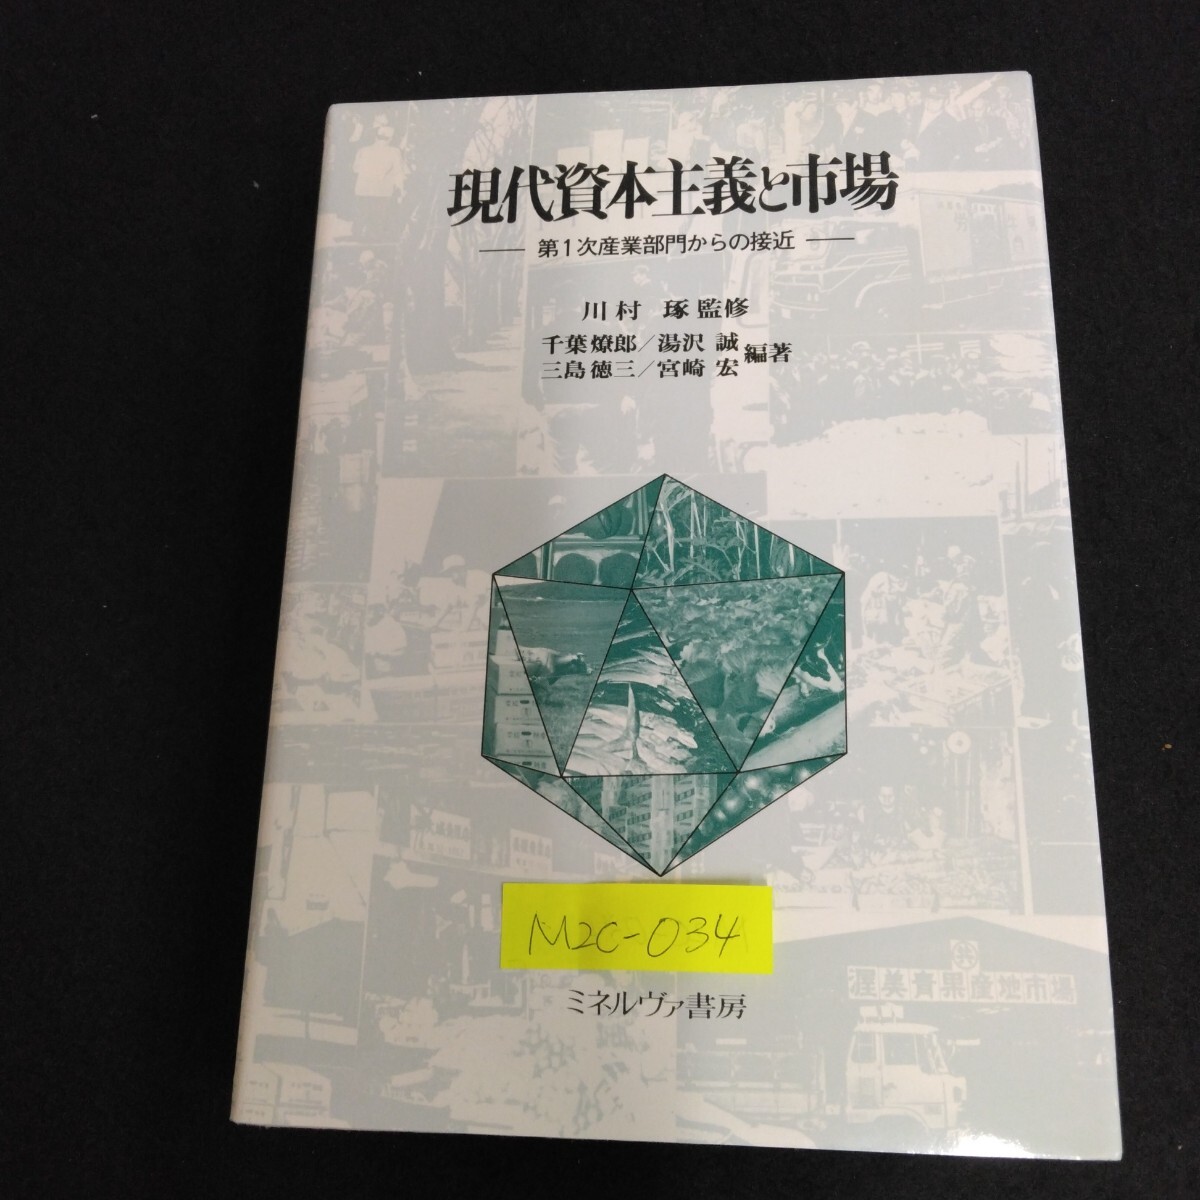 現代資本主義と市場
第1次産業部門からの接近
川村 琢監修
千葉燎郎/湯沢 誠
三島徳三/宮崎 宏
編著
M2C-034
渥美青果産地市場
ミネルヴァ書房